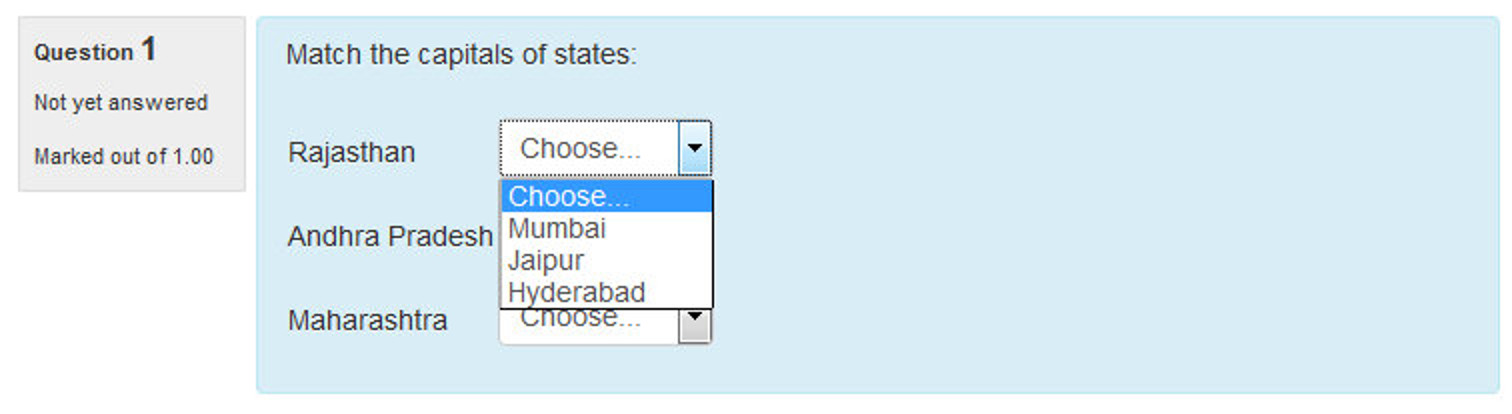 Question 1
Not yet answered
Marked out of 1.00
Match the capitals of states:
Rajasthan Choose...
Choose...
Mumbai
Andhra Pradesh
Jaipur
Hyderabad
Maharashtra Choose...